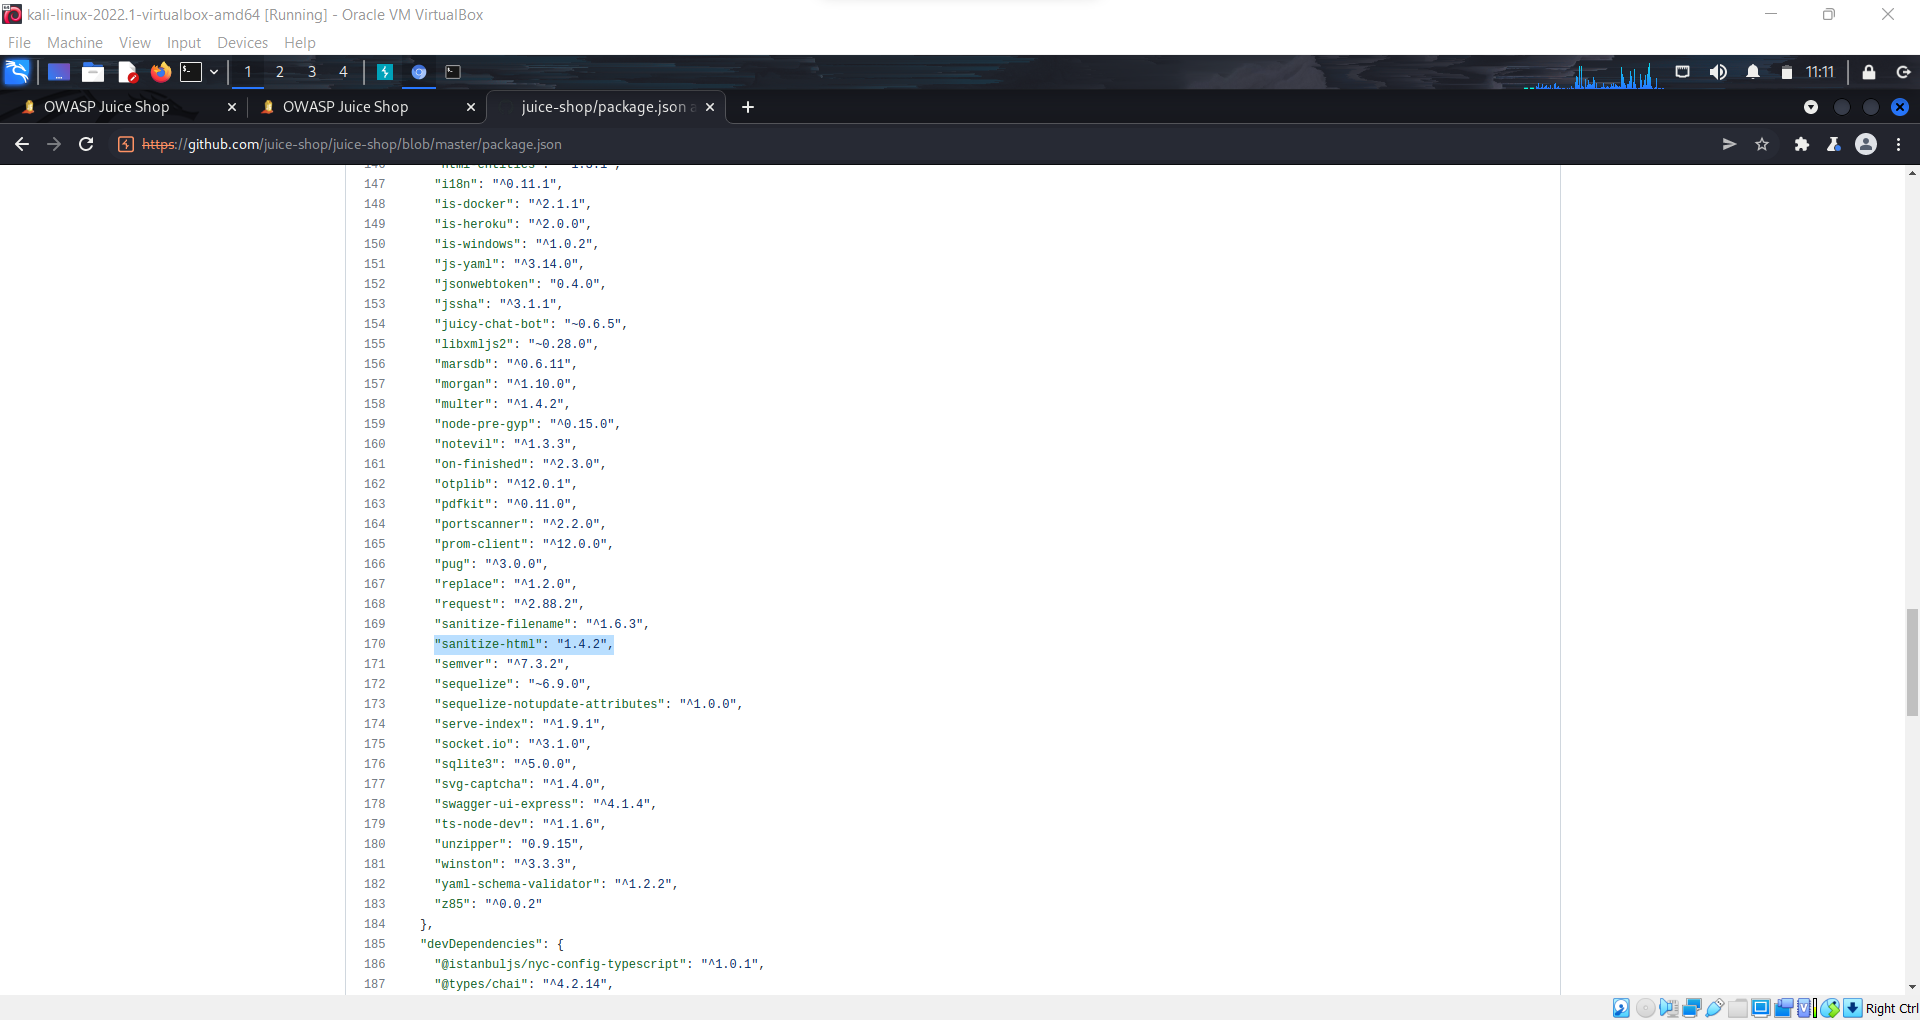 kali-linux-2022.1-virtualbox-amd64 [Running] - Oracle VM VirtualBox
File Machine View Input Devices Help
1 2 3 4 11:11
OWASP Juice Shop
OWASP Juice Shop
juice-shop/package.json a
https://github.com/juice-shop/juice-shop/blob/master/package.json
146 "html-entities": "^1.3.1",
147 "i18n": "^0.11.1",
148 "is-docker": "^2.1.1",
149 "is-heroku": "^2.0.0",
150 "is-windows": "^1.0.2",
151 "js-yaml": "^3.14.0",
152 "jsonwebtoken": "0.4.0",
153 "jssha": "^3.1.1",
154 "juicy-chat-bot": "~0.6.5",
155 "libxmljs2": "~0.28.0",
156 "marsdb": "^0.6.11",
157 "morgan": "^1.10.0",
158 "multer": "^1.4.2",
159 "node-pre-gyp": "^0.15.0",
160 "notevil": "^1.3.3",
161 "on-finished": "^2.3.0",
162 "otplib": "^12.0.1",
163 "pdfkit": "^0.11.0",
164 "portscanner": "^2.2.0",
165 "prom-client": "^12.0.0",
166 "pug": "^3.0.0",
167 "replace": "^1.2.0",
168 "request": "^2.88.2",
169 "sanitize-filename": "^1.6.3",
170 "sanitize-html": "1.4.2",
171 "semver": "^7.3.2",
172 "sequelize": "~6.9.0",
173 "sequelize-notupdate-attributes": "^1.0.0",
174 "serve-index": "^1.9.1",
175 "socket.io": "^3.1.0",
176 "sqlite3": "^5.0.0",
177 "svg-captcha": "^1.4.0",
178 "swagger-ui-express": "^4.1.4",
179 "ts-node-dev": "^1.1.6",
180 "unzipper": "0.9.15",
181 "winston": "^3.3.3",
182 "yaml-schema-validator": "^1.2.2",
183 "z85": "^0.0.2"
184 },
185 "devDependencies": {
186 "@istanbuljs/nyc-config-typescript": "^1.0.1",
187 "@types/chai": "^4.2.14",
Right Ctrl